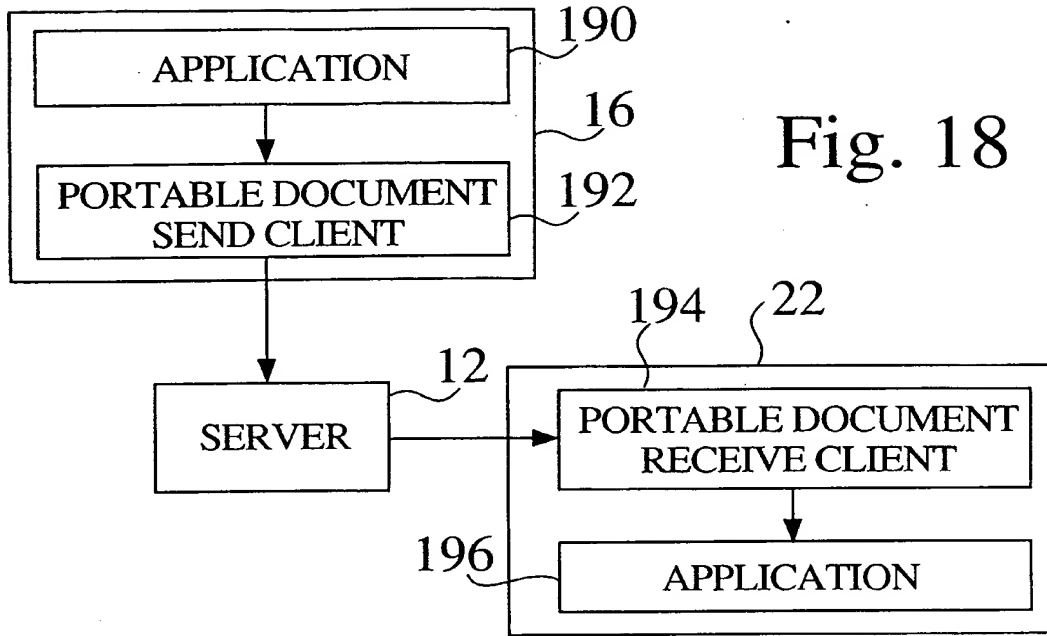 190
APPLICATION
16
Fig. 18
PORTABLE DOCUMENT
SEND CLIENT
192
194
22
12
SERVER
PORTABLE DOCUMENT
RECEIVE CLIENT
196
APPLICATION